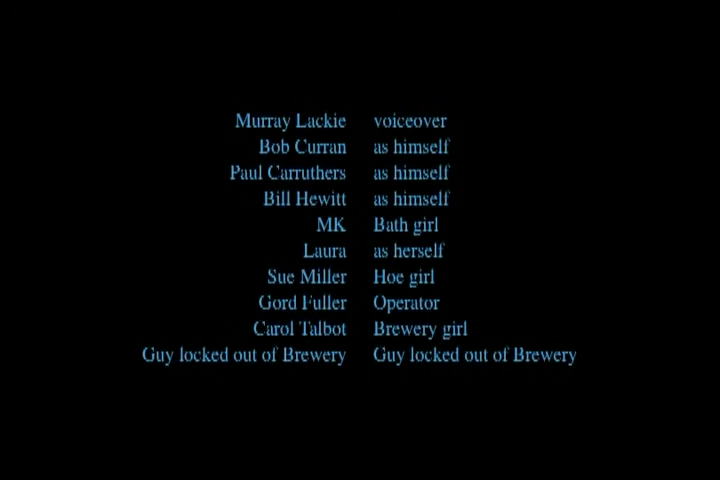 Murray Lackie voiceover
Bob Curran as himself
Paul Carruthers as himself
Bill Hewitt as himself
MK Bath girl
Laura as herself
Sue Miller Hoe girl
Gord Fuller Operator
Carol Talbot Brewery girl
Guy locked out of Brewery Guy locked out of Brewery